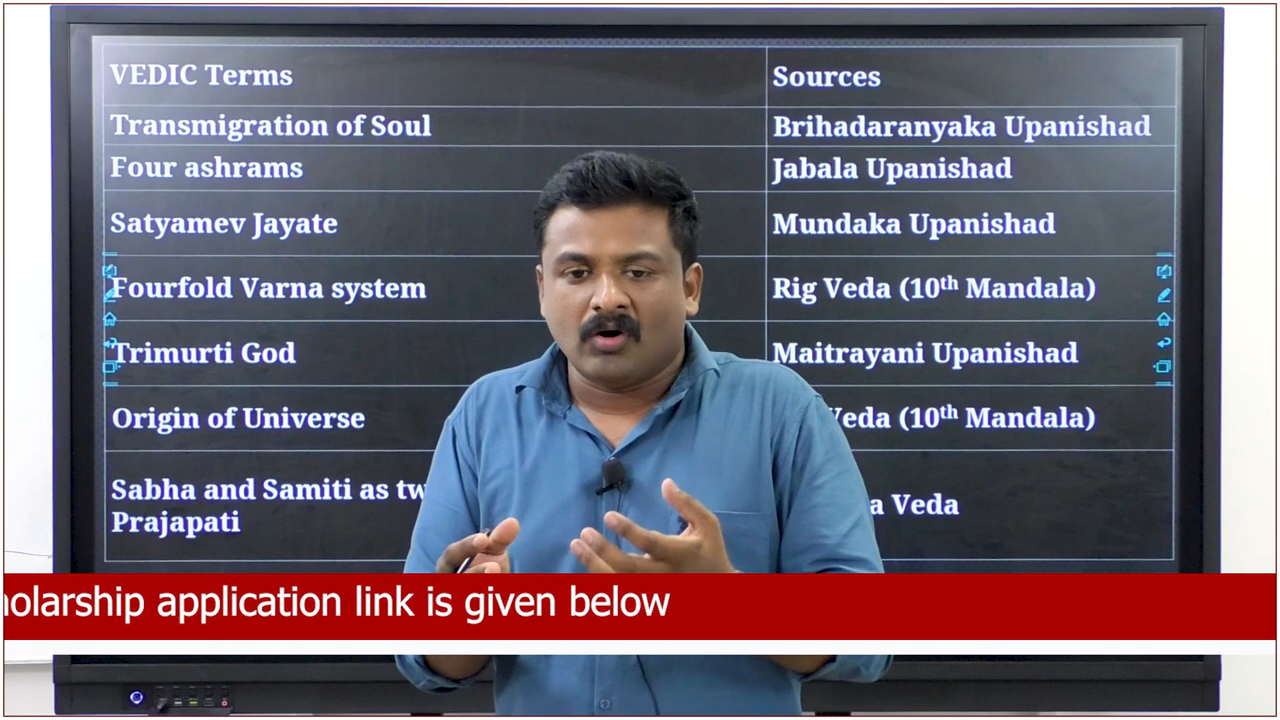 VEDIC Terms Sources
Transmigration of Soul Brihadaranyaka Upanishad
Four ashrams Jabala Upanishad
Satyamev Jayate Mundaka Upanishad
Fourfold Varna system Rig Veda (10th Mandala)
Trimurti God Maitrayani Upanishad
Origin of Universe Veda (10th Mandala)
Sabha and Samiti as
Prajapati Veda
application link is given below